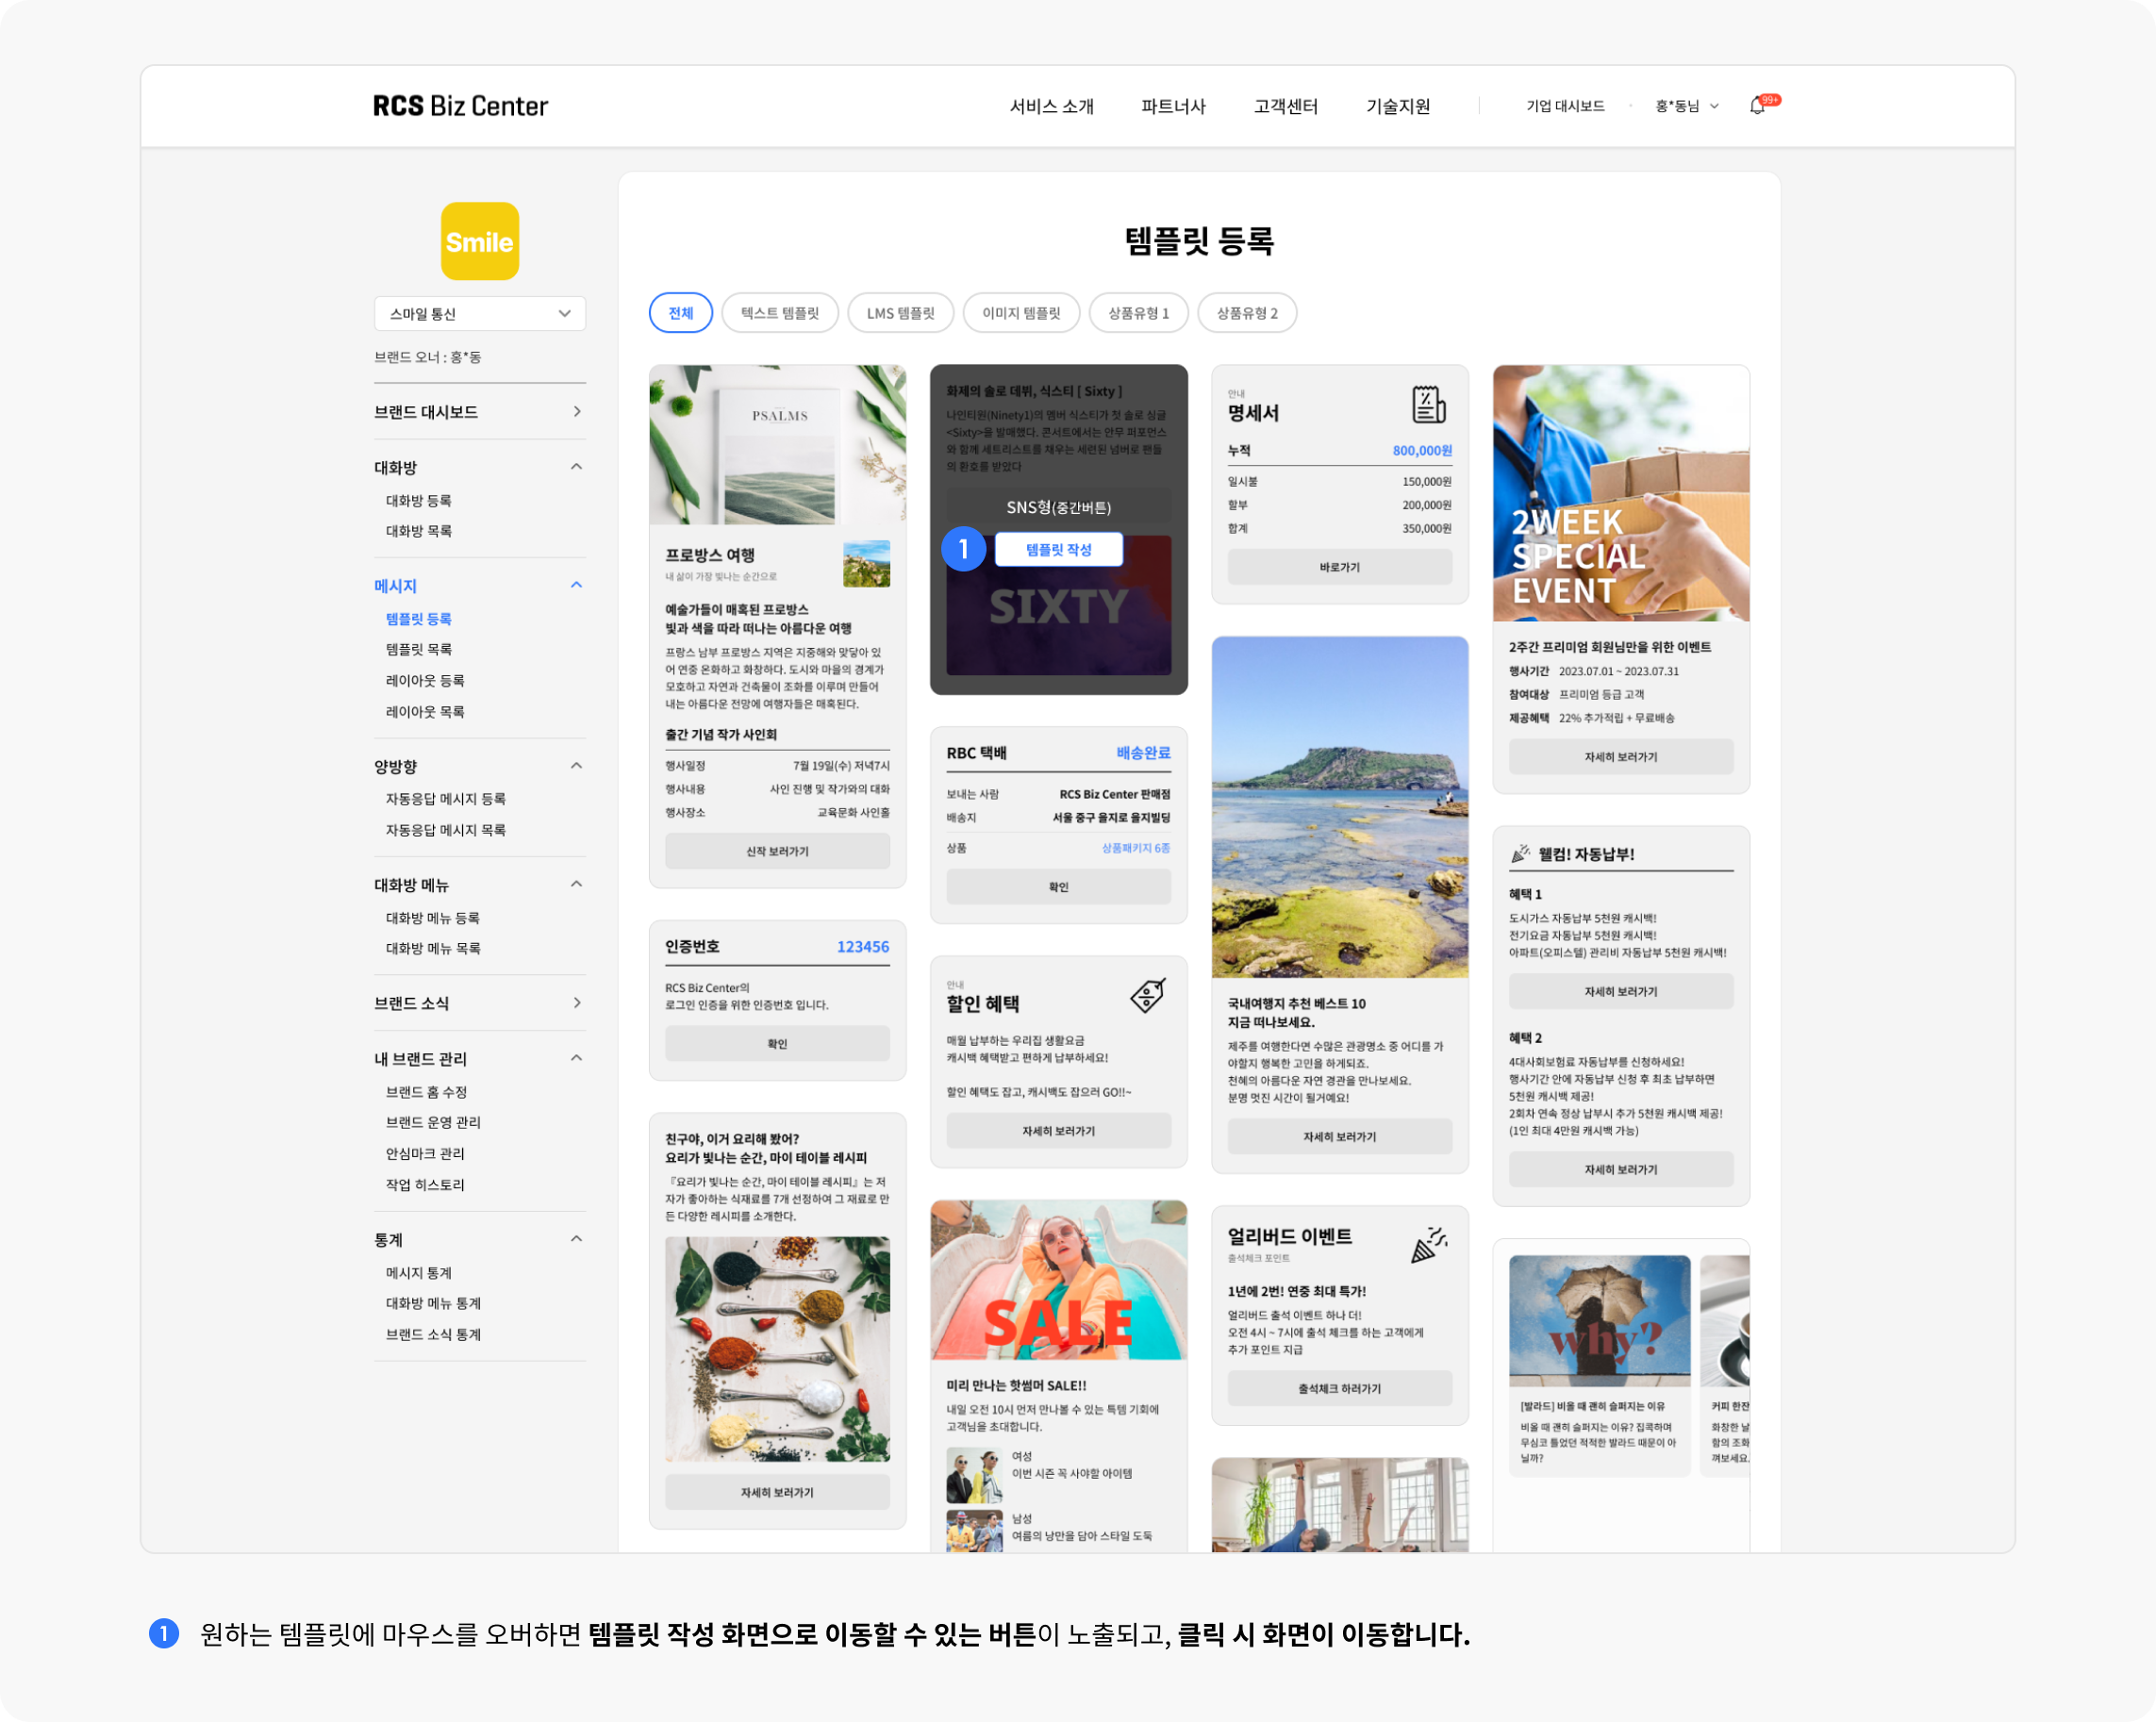 RCS Biz Center
서비스 소개
파트너사
고객센터
기술지원
기업 대시보드
홍*동님
99+
Smile
스마일 통신
브랜드 오너 : 홍*동
브랜드 대시보드
대화방
대화방 등록
대화방 목록
메시지
템플릿 등록
템플릿 목록
레이아웃 등록
레이아웃 목록
양방향
자동응답 메시지 등록
자동응답 메시지 목록
대화방 메뉴
대화방 메뉴 등록
대화방 메뉴 목록
브랜드 소식
내 브랜드 관리
브랜드 홈 수정
브랜드 운영 관리
안심마크 관리
작업 히스토리
통계
메시지 통계
대화방 메뉴 통계
브랜드 소식 통계
템플릿 등록
전체
텍스트 템플릿
LMS 템플릿
이미지 템플릿
상품유형 1
상품유형 2
PSALMS
프로방스 여행
내 삶이 가장 빛나는 순간으로
예술가들이 매혹된 프로방스
빛과 색을 따라 떠나는 아름다운 여행
프랑스 남부 프로방스 지역은 지중해와 맞닿아 있
어 연중 온화하고 화창하다. 도시와 마을의 경계가
모호하고 자연과 건축물이 조화를 이루며 만들어
내는 아름다운 전망에 여행자들은 매혹된다.
출간 기념 작가 사인회
행사일정 7월 19일(수) 저녁7시
행사내용 사인 진행 및 작가와의 대화
행사장소 교육문화 사인홀
신작 보러가기
인증번호 123456
RCS Biz Center의
로그인 인증을 위한 인증번호 입니다.
확인
친구야, 이거 요리해 봤어?
요리가 빛나는 순간, 마이 테이블 레시피
『요리가 빛나는 순간, 마이 테이블 레시피』는 저
자가 좋아하는 식재료를 7개 선정하여 그 재료로 만
든 다양한 레시피를 소개한다.
자세히 보러가기
화제의 솔로 데뷔, 식스티 [ Sixty ]
나인티원(Ninety1)의 멤버 식스티가 첫 솔로 싱글
<Sixty>을 발매했다. 콘서트에서는 안무 퍼포먼스
와 함께 세트리스트를 채우는 세련된 넘버로 팬들
의 환호를 받았다
SNS형(중간버튼)
1
템플릿 작성
SIXTY
RBC 택배 배송완료
보내는 사람 RCS Biz Center 판매점
배송지 서울 중구 을지로 을지빌딩
상품 상품패키지 6종
확인
안내
할인 혜택
매월 납부하는 우리집 생활요금
캐시백 혜택받고 편하게 납부하세요!
할인 혜택도 잡고, 캐시백도 잡으러 GO!!~
자세히 보러가기
SALE
미리 만나는 핫썸머 SALE!!
내일 오전 10시 먼저 만나볼 수 있는 특템 기회에
고객님을 초대합니다.
여성
이번 시즌 꼭 사야할 아이템
남성
여름의 낭만을 담아 스타일 도둑
안내
명세서
누적 800,000원
일시불 150,000원
할부 200,000원
합계 350,000원
바로가기
국내여행지 추천 베스트 10
지금 떠나보세요.
제주를 여행한다면 수많은 관광명소 중 어디를 가
야할지 행복한 고민을 하게되죠.
천혜의 아름다운 자연 경관을 만나보세요.
분명 멋진 시간이 될거예요!
자세히 보러가기
얼리버드 이벤트
출석체크 포인트
1년에 2번! 연중 최대 특가!
얼리버드 출석 이벤트 하나 더!
오전 4시 ~ 7시에 출석 체크를 하는 고객에게
추가 포인트 지급
출석체크 하러가기
2WEEK
SPECIAL
EVENT
2주간 프리미엄 회원님만을 위한 이벤트
행사기간 2023.07.01 ~ 2023.07.31
참여대상 프리미엄 등급 고객
제공혜택 22% 추가적립 + 무료배송
자세히 보러가기
웰컴! 자동납부!
혜택 1
도시가스 자동납부 5천원 캐시백!
전기요금 자동납부 5천원 캐시백!
아파트(오피스텔) 관리비 자동납부 5천원 캐시백!
자세히 보러가기
혜택 2
4대사회보험료 자동납부를 신청하세요!
행사기간 안에 자동납부 신청 후 최초 납부하면
5천원 캐시백 제공!
2회차 연속 정상 납부시 추가 5천원 캐시백 제공!
(1인 최대 4만원 캐시백 가능)
자세히 보러가기
why?
[발라드] 비올 때 괜히 슬퍼지는 이유
비올 때 괜히 슬퍼지는 이유? 집콕하며
무심코 틀었던 적적한 발라드 때문이 아
닐까?
커피 한잔
화창한 날
함의 조화
껴보세요.
1 원하는 템플릿에 마우스를 오버하면 템플릿 작성 화면으로 이동할 수 있는 버튼이 노출되고, 클릭 시 화면이 이동합니다.